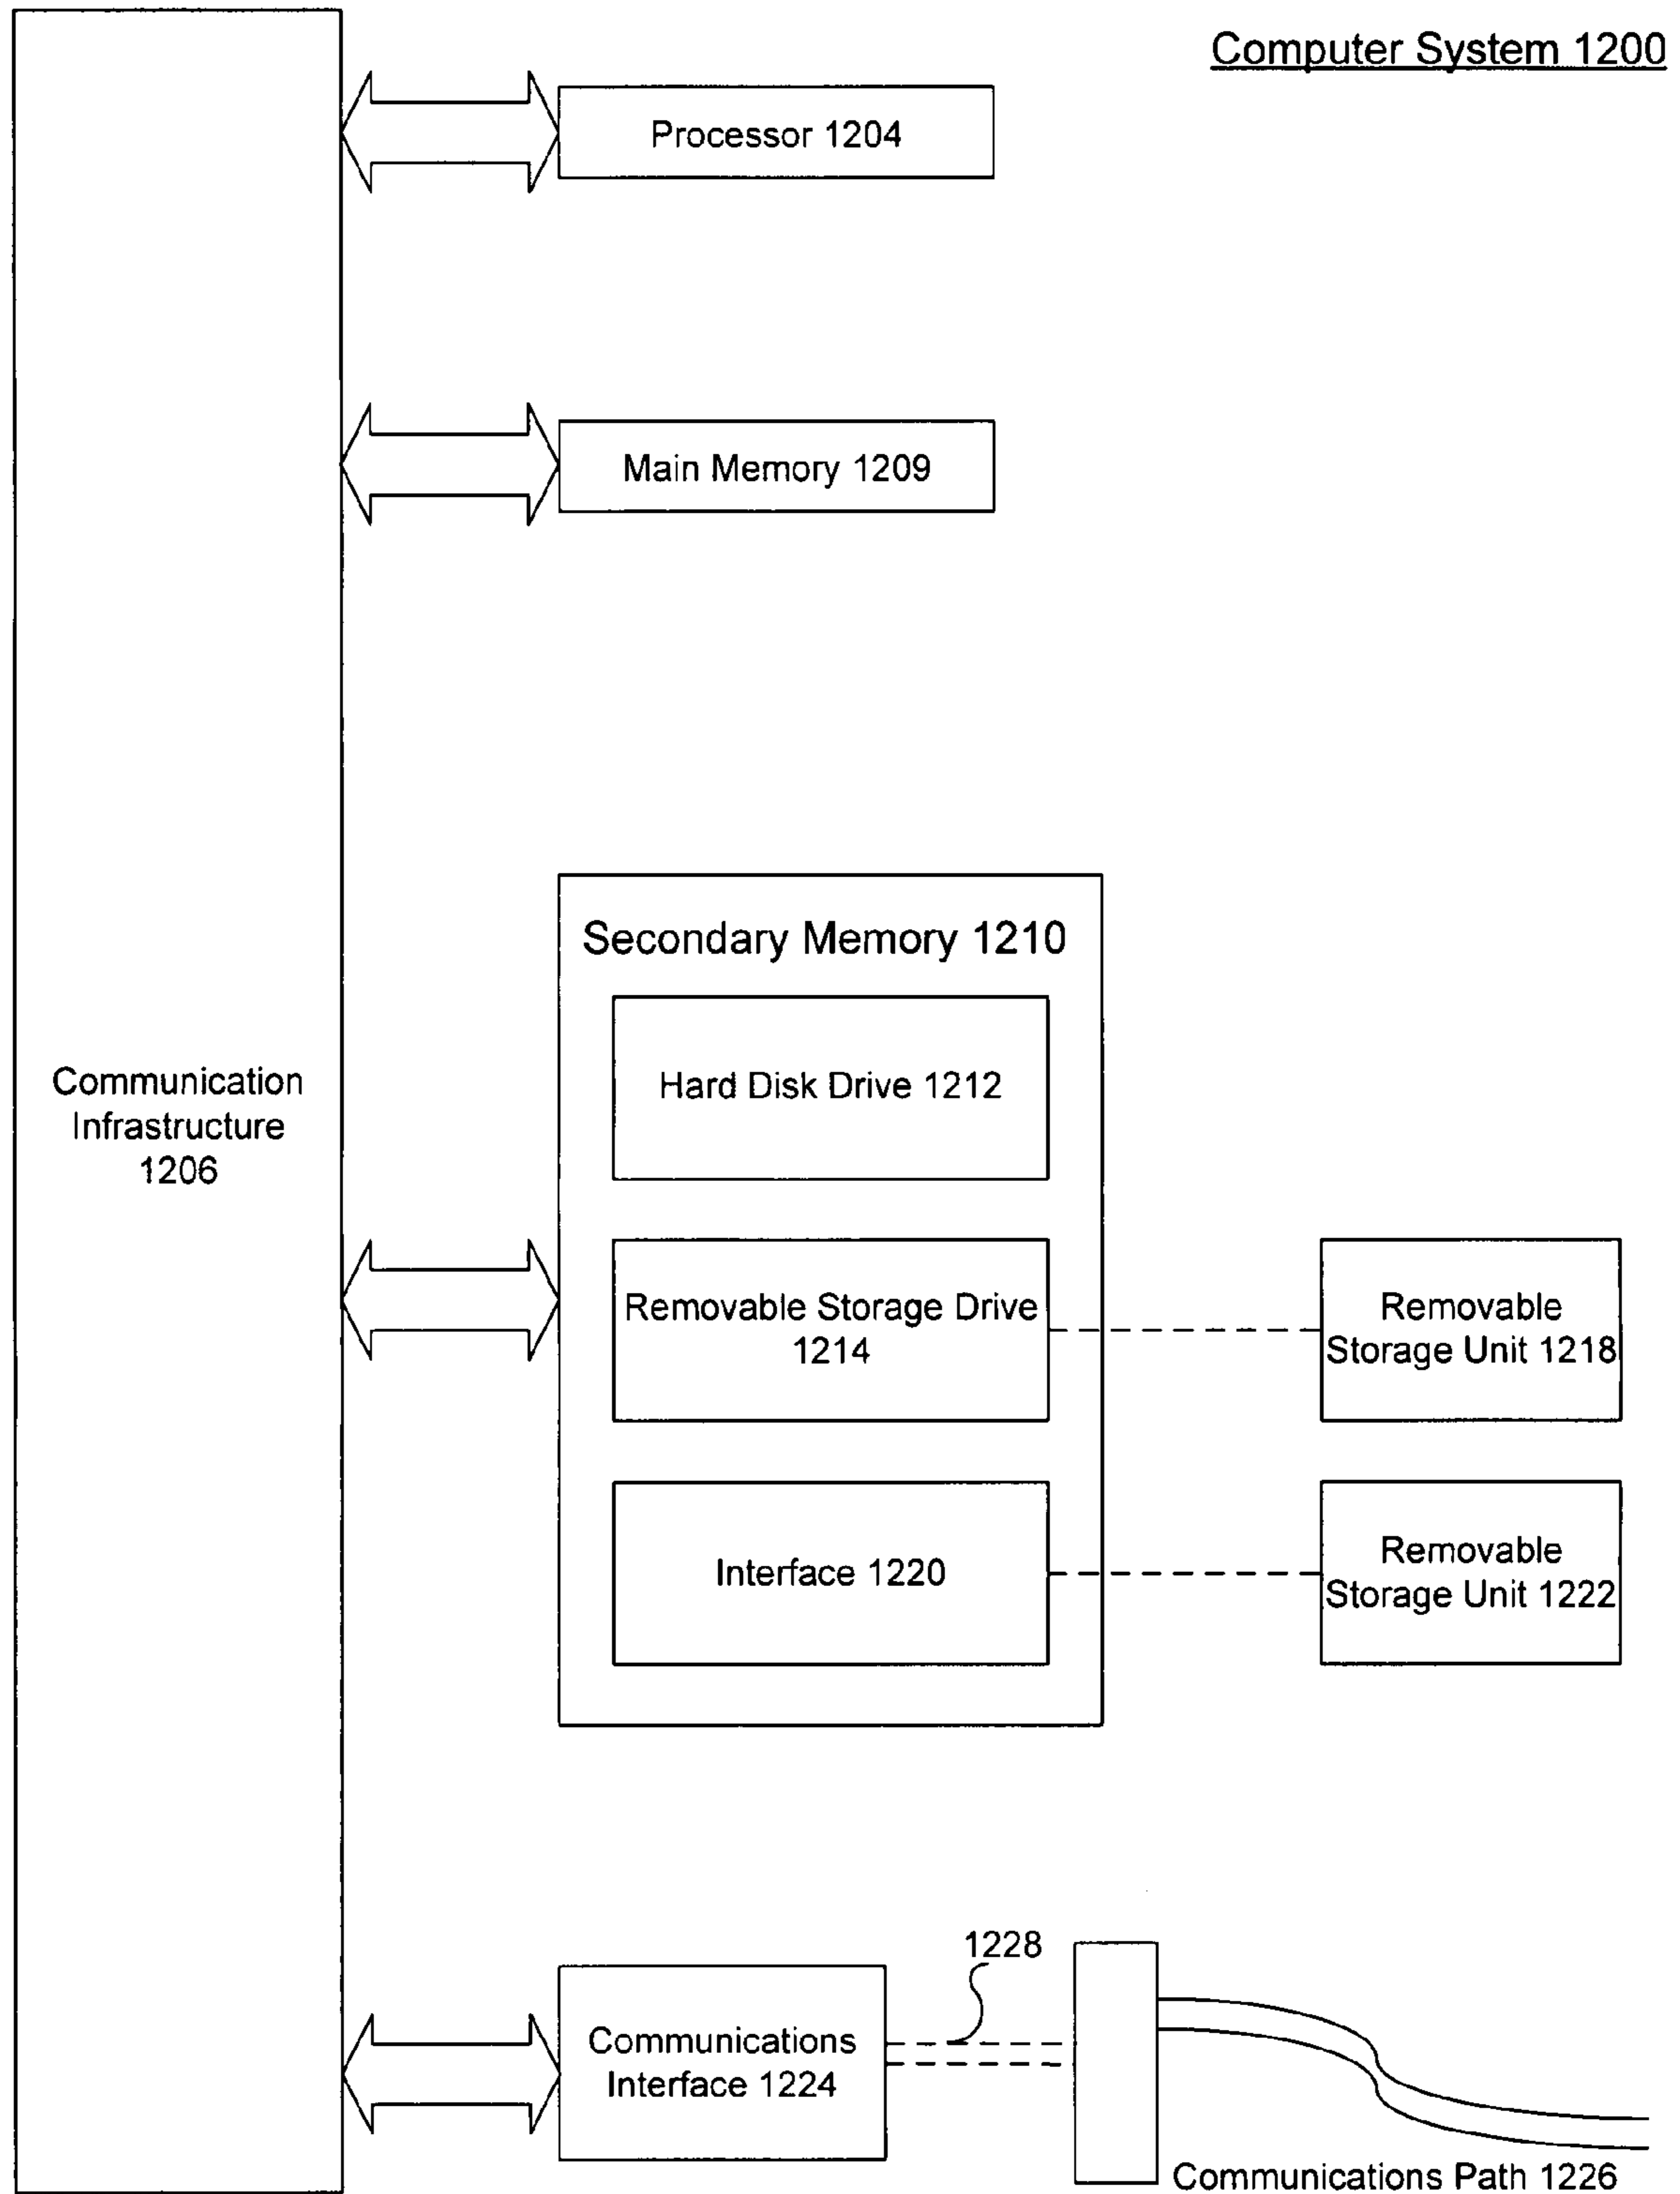 Computer System 1200
Processor 1204
Main Memory 1209
Secondary Memory 1210
Hard Disk Drive 1212
Communication
Infrastructure
1206
Removable Storage Drive
1214
Removable
Storage Unit 1218
Interface 1220
Removable
Storage Unit 1222
1228
Communications
Interface 1224
Communications Path 1226